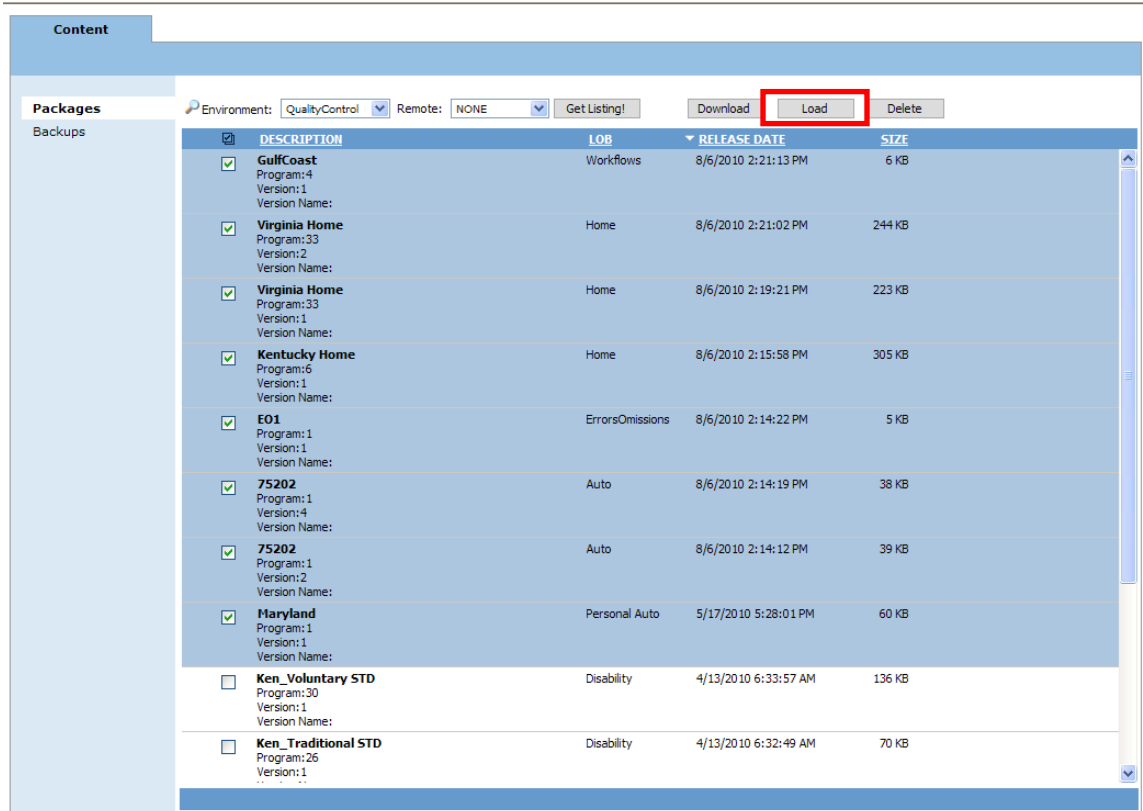 Content
Packages
Backups
Environment: QualityControl Remote: NONE Get Listing! Download Load Delete
DESCRIPTION LOB RELEASE DATE SIZE
GulfCoast Workflows 8/6/2010 2:21:13 PM 6 KB
Program:4
Version:1
Version Name:
Virginia Home Home 8/6/2010 2:21:02 PM 244 KB
Program:33
Version:2
Version Name:
Virginia Home Home 8/6/2010 2:19:21 PM 223 KB
Program:33
Version:1
Version Name:
Kentucky Home Home 8/6/2010 2:15:58 PM 305 KB
Program:6
Version:1
Version Name:
EO1 ErrorsOmissions 8/6/2010 2:14:22 PM 5 KB
Program:1
Version:1
Version Name:
75202 Auto 8/6/2010 2:14:19 PM 38 KB
Program:1
Version:4
Version Name:
75202 Auto 8/6/2010 2:14:12 PM 39 KB
Program:1
Version:2
Version Name:
Maryland Personal Auto 5/17/2010 5:28:01 PM 60 KB
Program:1
Version:1
Version Name:
Ken_Voluntary STD Disability 4/13/2010 6:33:57 AM 136 KB
Program:30
Version:1
Version Name:
Ken_Traditional STD Disability 4/13/2010 6:32:49 AM 70 KB
Program:26
Version:1